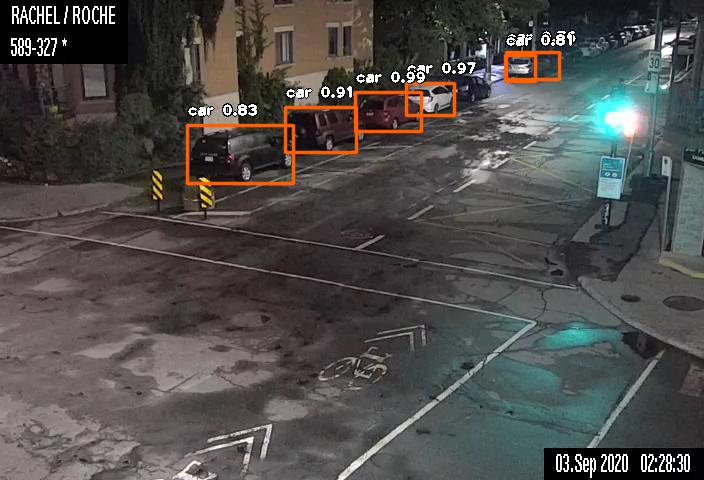 RACHEL / ROCHE
589-327 *
car 0.81
car 0.97
car 0.99
car 0.91
car 0.83
30
03.Sep 2020 02:28:30